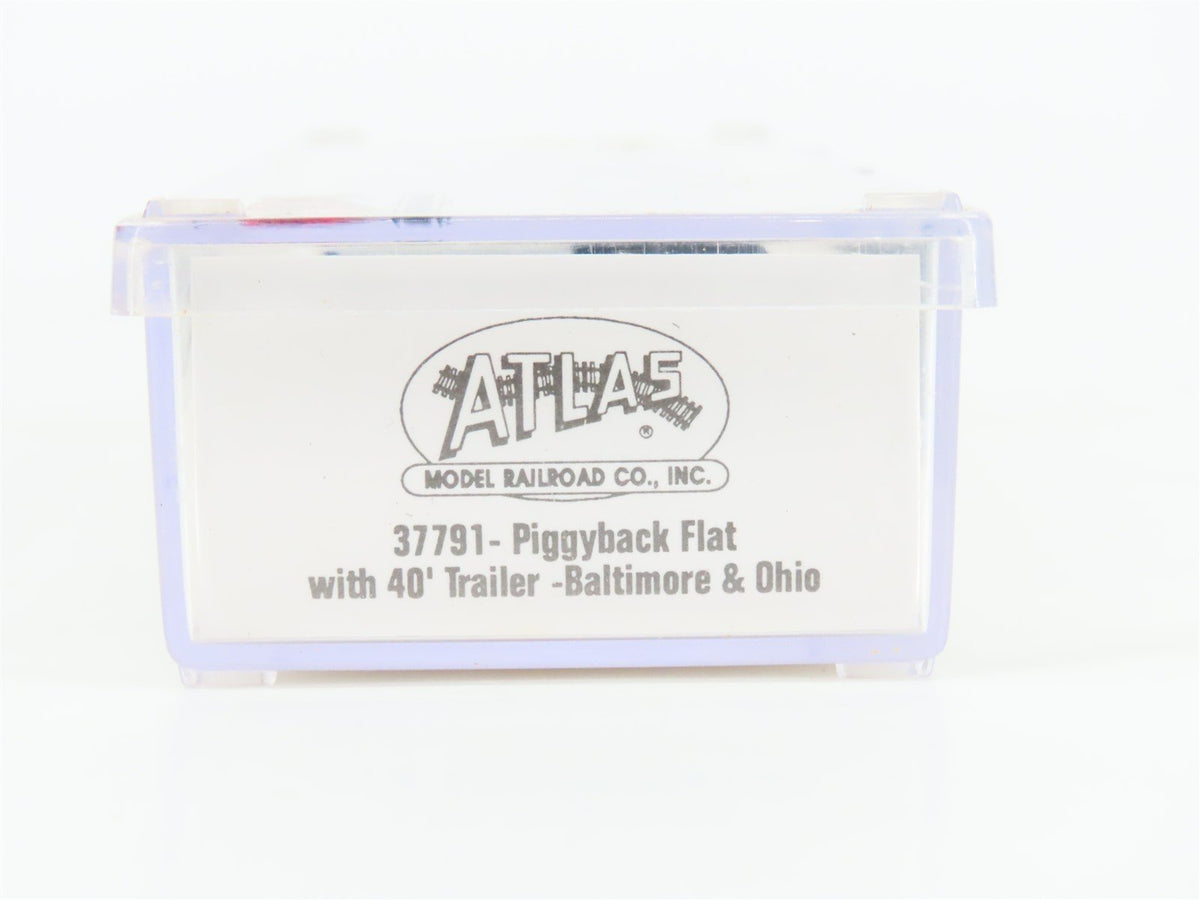 ATLAS ®
MODEL RAILROAD CO., INC.
37791- Piggyback Flat
with 40' Trailer -Baltimore & Ohio